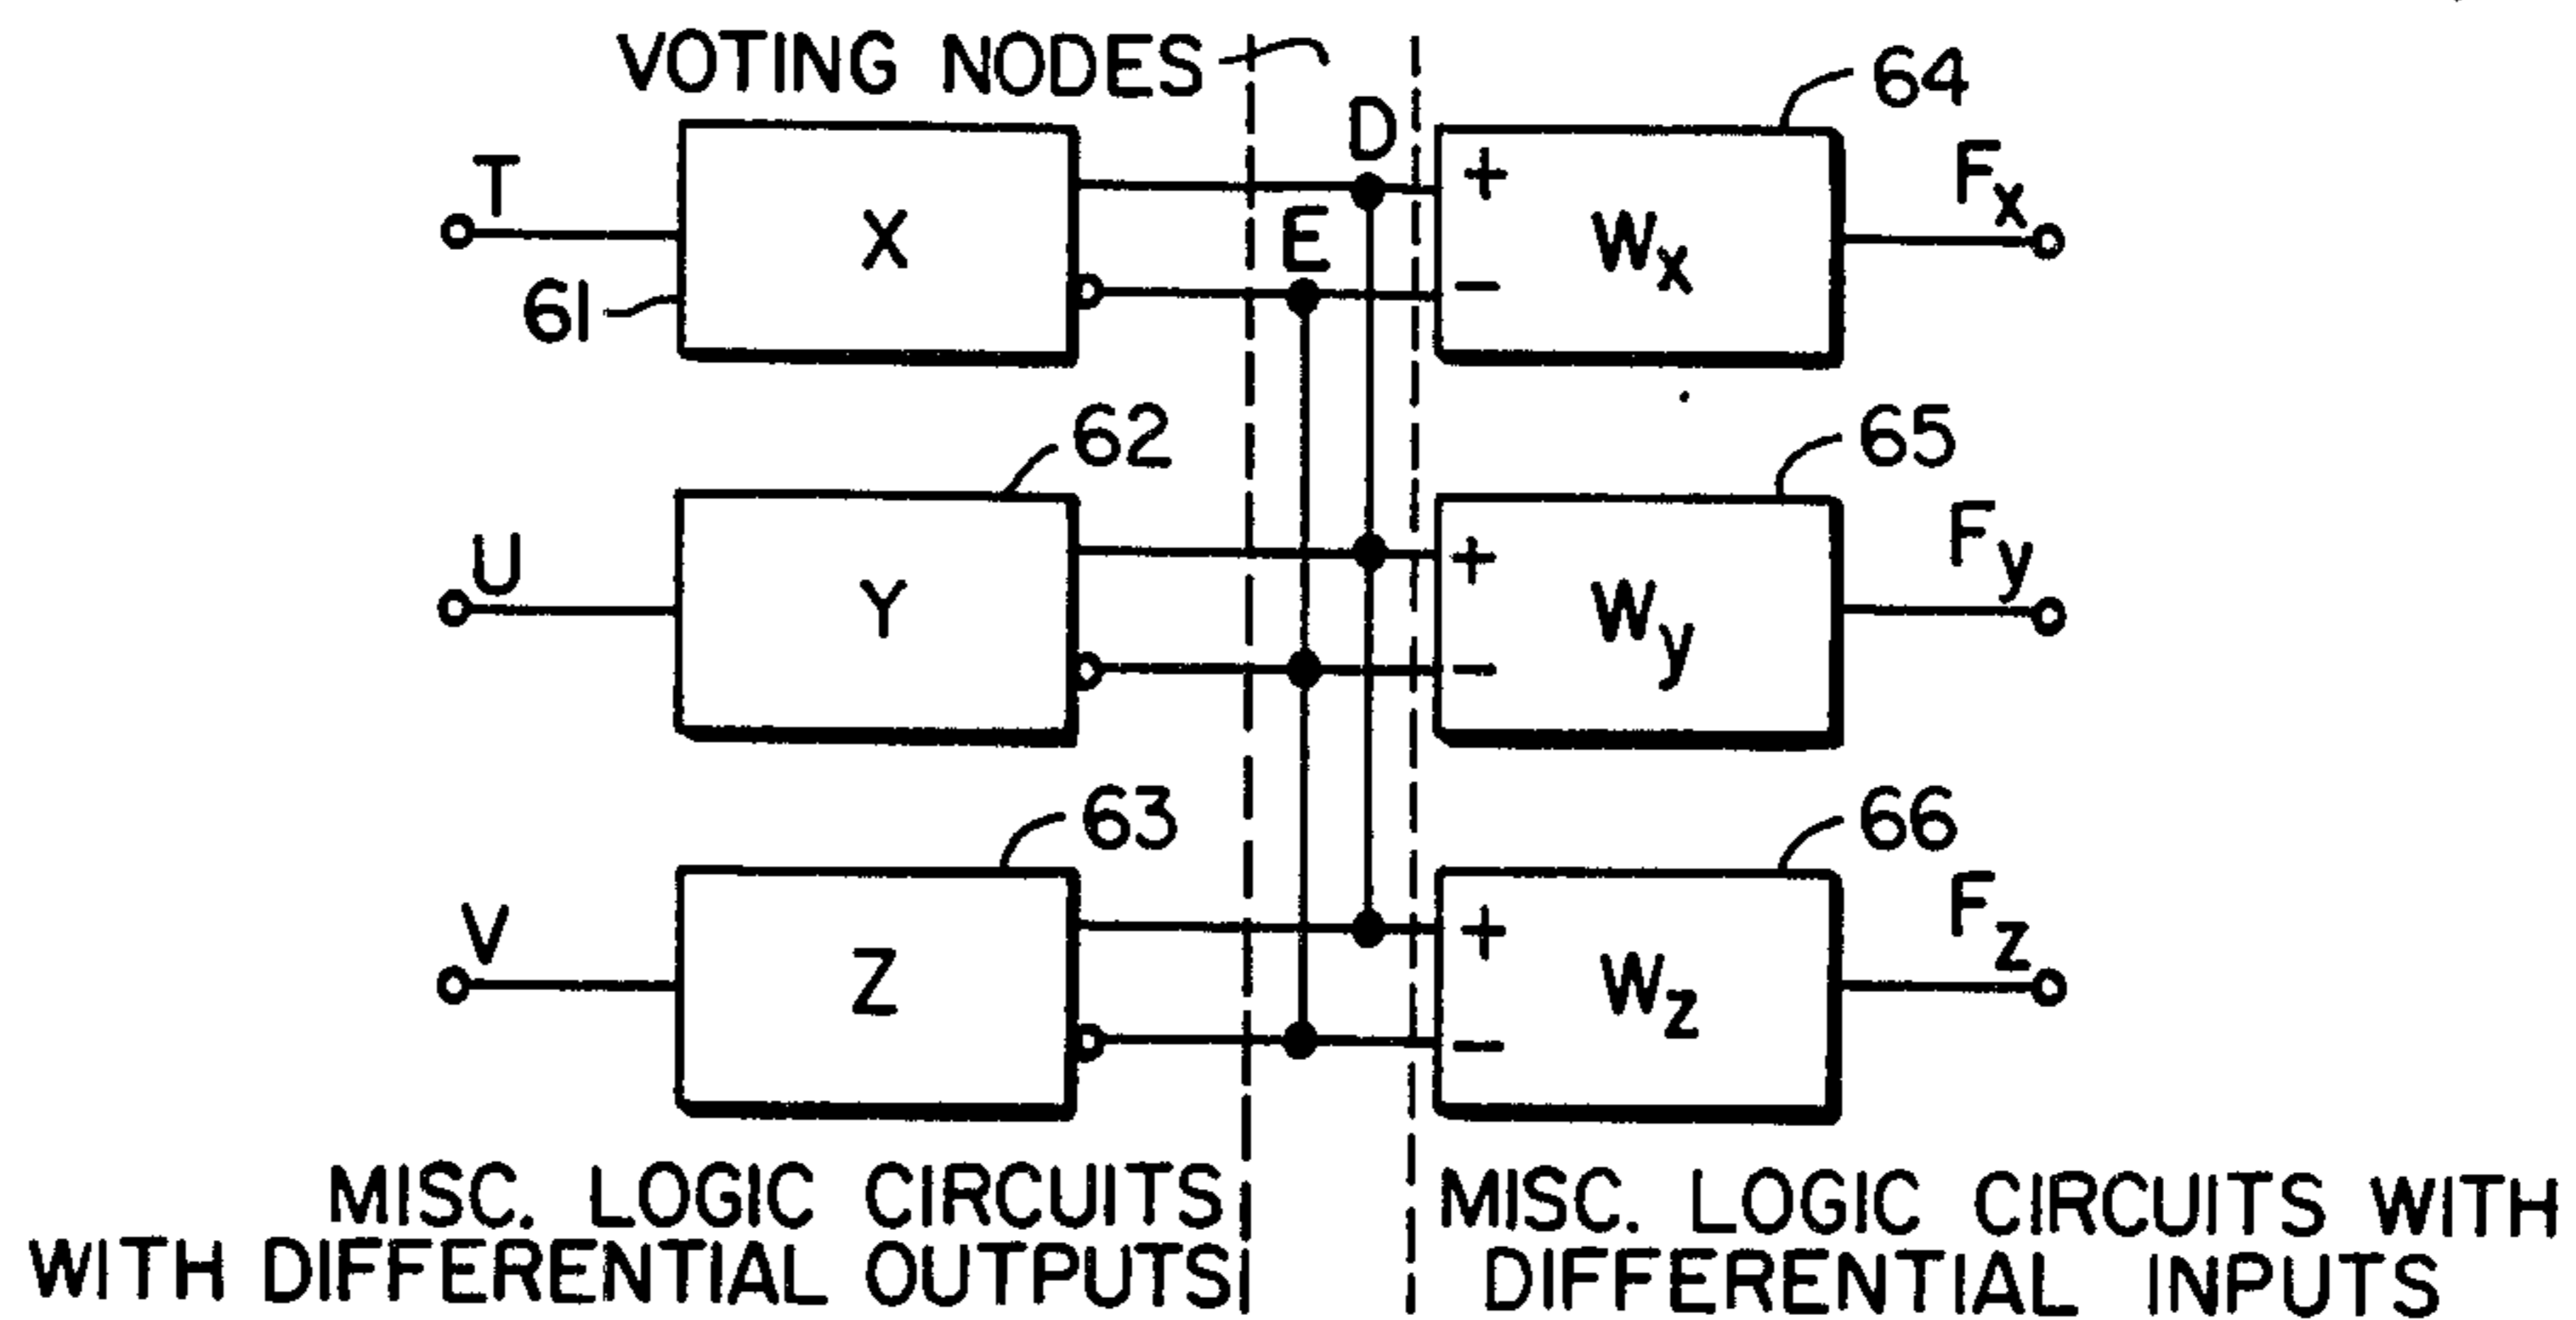 VOTING NODES
64
D
T
X
+
Wx
Fx
E
−
61
62
65
U
Y
+
Wy
Fy
−
63
66
V
Z
+
Wz
Fz
−
MISC. LOGIC CIRCUITS
WITH DIFFERENTIAL OUTPUTS
MISC. LOGIC CIRCUITS WITH
DIFFERENTIAL INPUTS